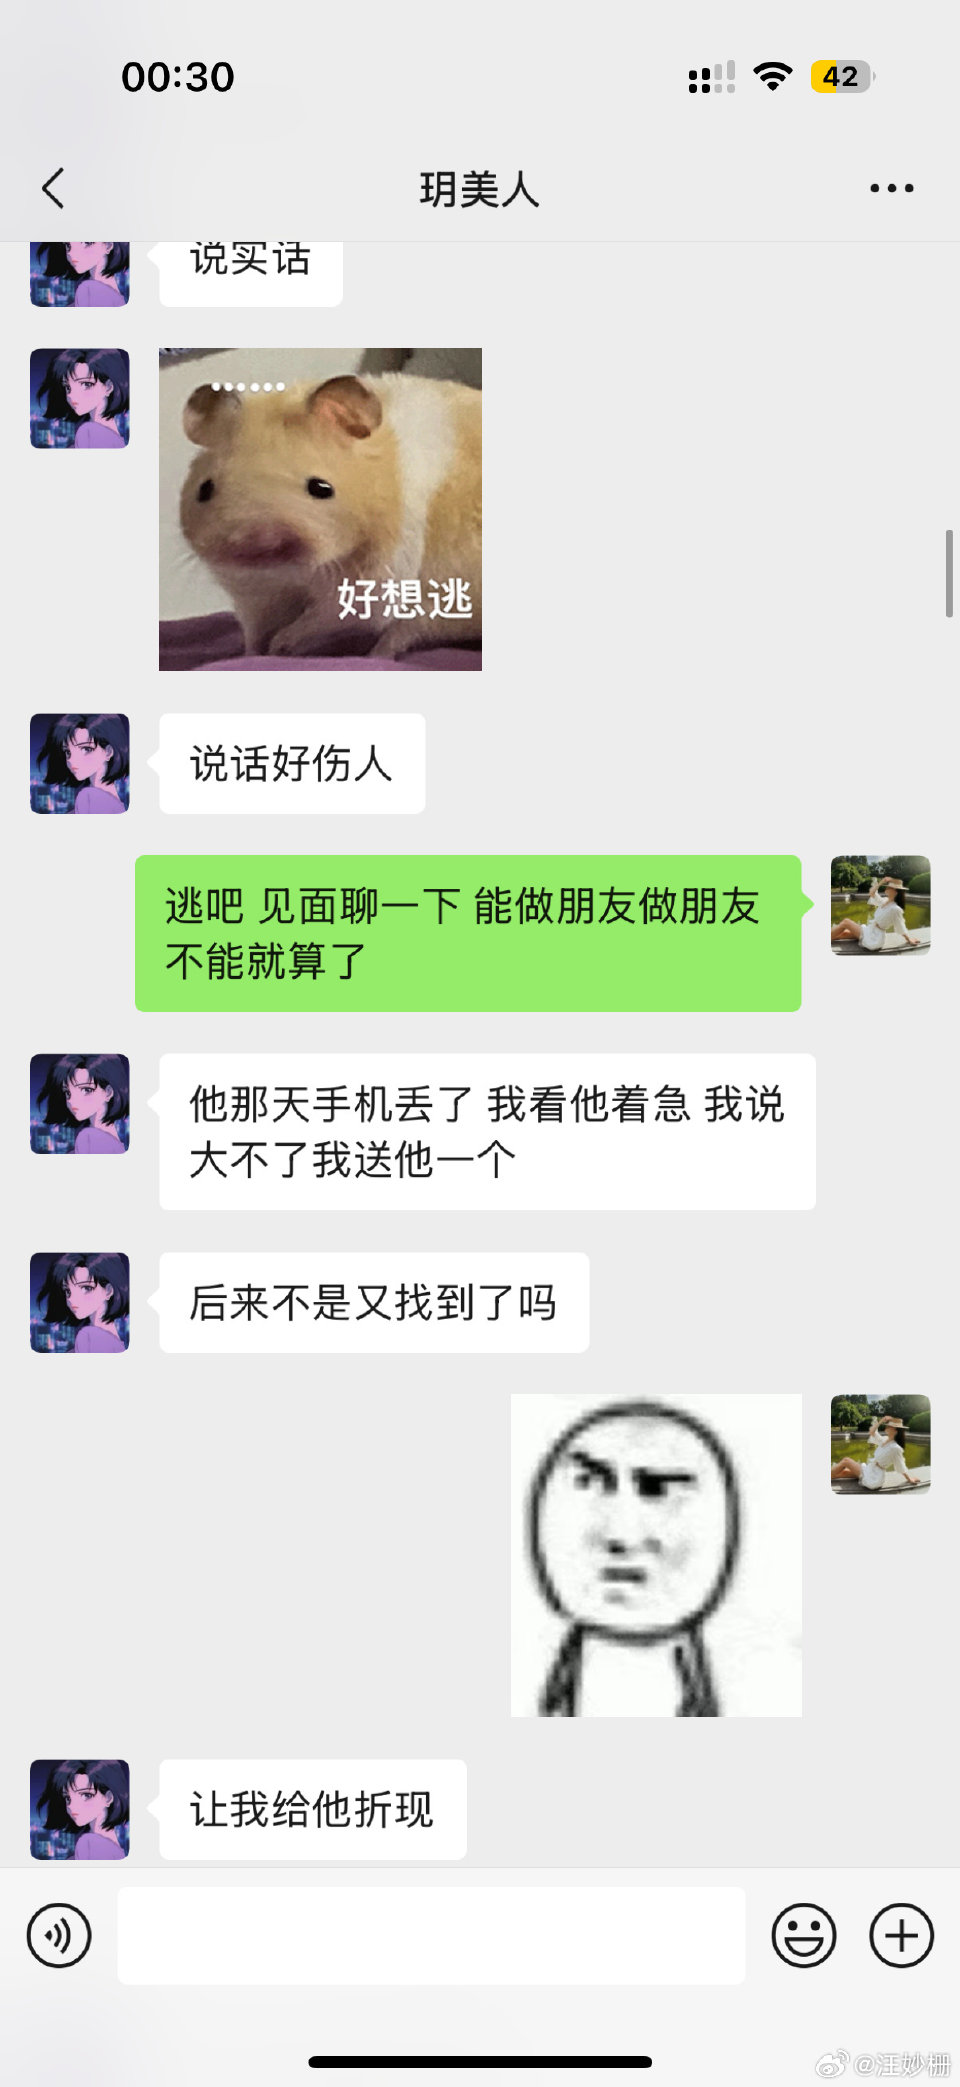 00:30
42
玥美人
说实话
……
好想逃
说话好伤人
逃吧 见面聊一下 能做朋友做朋友
不能就算了
他那天手机丢了 我看他着急 我说
大不了我送他一个
后来不是又找到了吗
让我给他折现
@汪妙栅